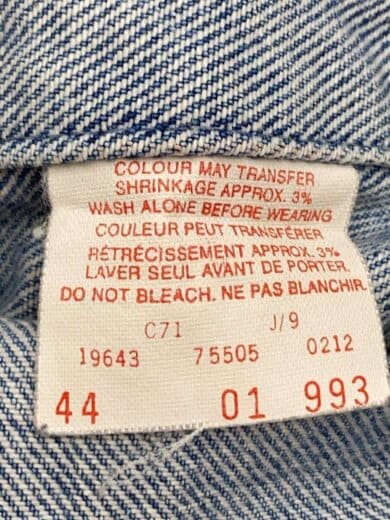 COLOUR MAY TRANSFER
SHRINKAGE APPROX. 3%
WASH ALONE BEFORE WEARING
COULEUR PEUT TRANSFÉRER
RÉTRÉCISSEMENT APPROX. 3%
LAVER SEUL AVANT DE PORTER.
DO NOT BLEACH. NE PAS BLANCHIR.
C71 J/9
19643 75505 0212
44 01 993